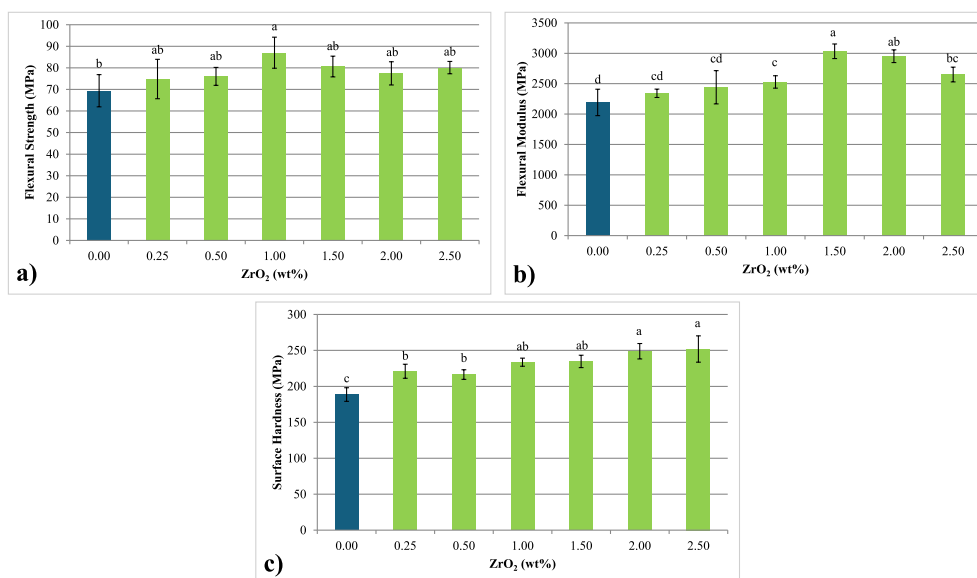 100
90
80
70
60
50
40
30
20
10
0
Flexural Strength (MPa)
b ab ab a ab ab ab
0.00 0.25 0.50 1.00 1.50 2.00 2.50
ZrO₂ (wt%)
a)
3500
3000
2500
2000
1500
1000
500
0
Flexural Modulus (MPa)
d cd cd c a ab bc
0.00 0.25 0.50 1.00 1.50 2.00 2.50
ZrO₂ (wt%)
b)
300
250
200
150
100
50
0
Surface Hardness (MPa)
c b b ab ab a a
0.00 0.25 0.50 1.00 1.50 2.00 2.50
ZrO₂ (wt%)
c)